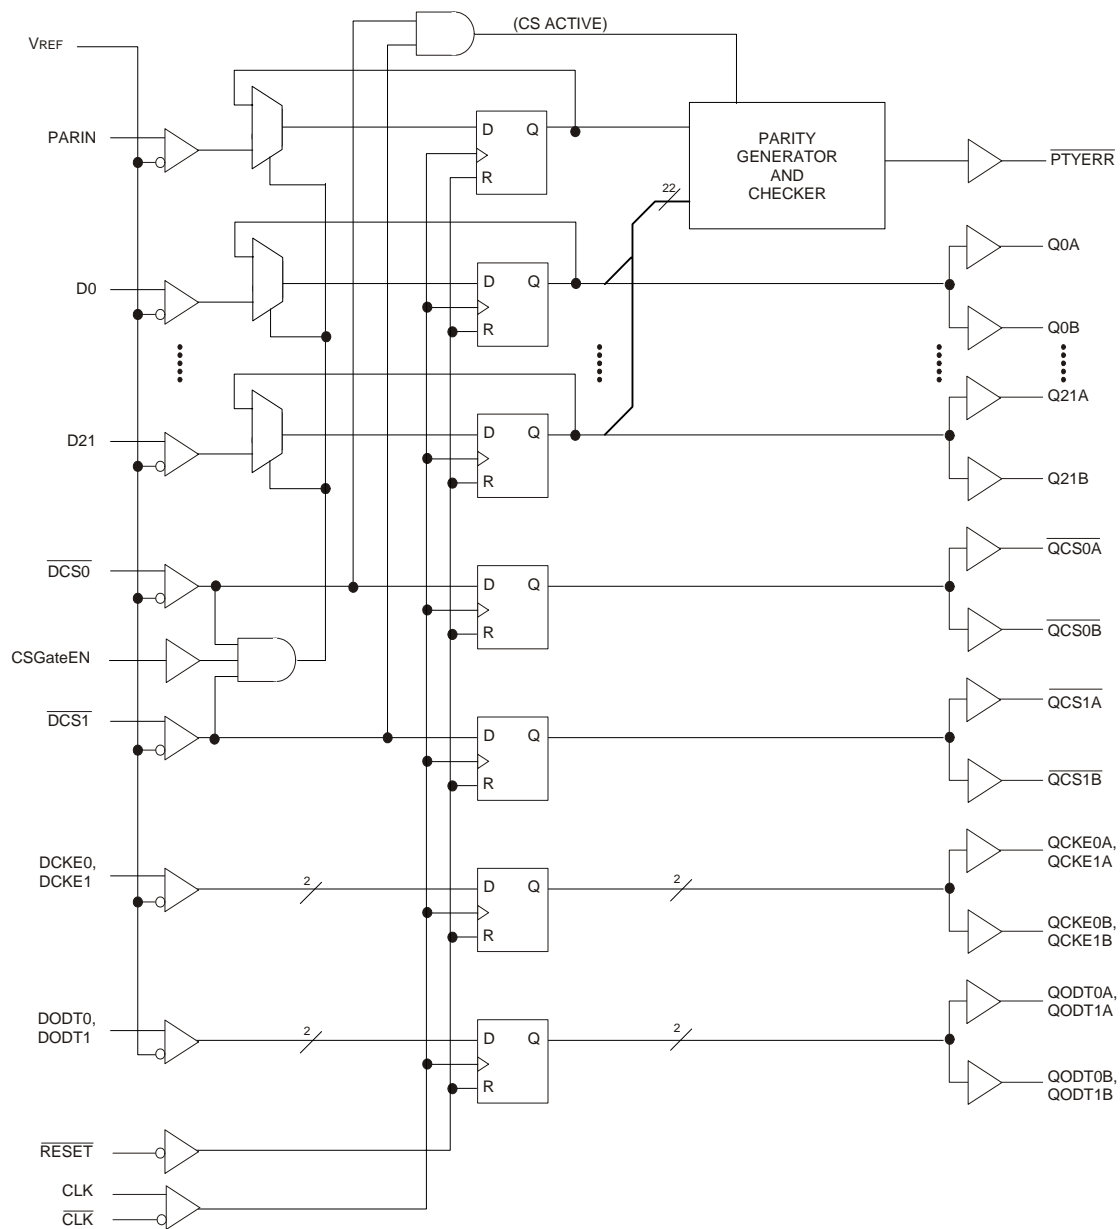 (CS ACTIVE)
VREF
PARIN
D Q
R
PARITY
GENERATOR
AND
CHECKER
PTYERR
22
Q0A
D0
D Q
R
Q0B
Q21A
D21
D Q
R
Q21B
DCS0
D Q
R
QCS0A
QCS0B
CSGateEN
DCS1
D Q
R
QCS1A
QCS1B
DCKE0,
DCKE1
2
D Q
R
2
QCKE0A,
QCKE1A
QCKE0B,
QCKE1B
DODT0,
DODT1
2
D Q
R
2
QODT0A,
QODT1A
QODT0B,
QODT1B
RESET
CLK
CLK